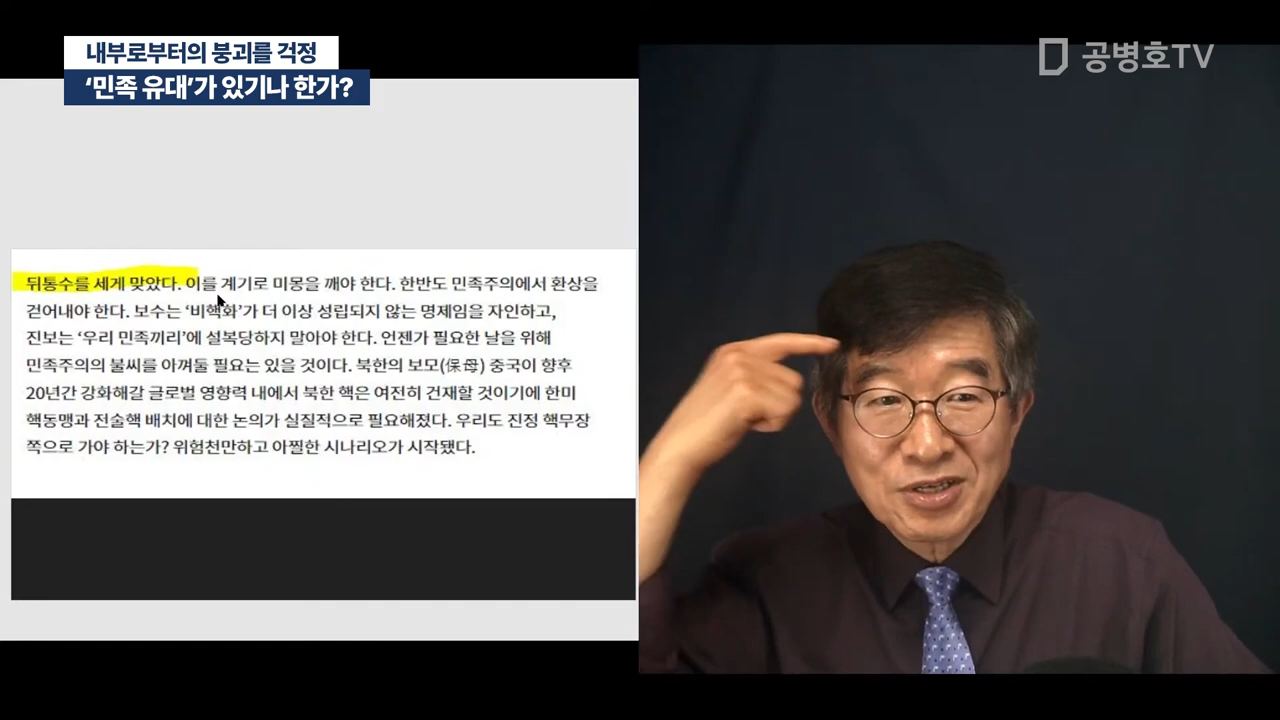 내부로부터의 붕괴를 걱정
‘민족 유대’가 있기나 한가?
공병호TV
뒤통수를 세게 맞았다. 이를 계기로 미몽을 깨야 한다. 한반도 민족주의에서 환상을
걷어내야 한다. 보수는 ‘비핵화’가 더 이상 성립되지 않는 명제임을 자인하고,
진보는 ‘우리 민족끼리’에 설복당하지 말아야 한다. 언젠가 필요한 날을 위해
민족주의의 불씨를 아껴둘 필요는 있을 것이다. 북한의 보모(保母) 중국이 향후
20년간 강화해갈 글로벌 영향력 내에서 북한 핵은 여전히 건재할 것이기에 한미
핵동맹과 전술핵 배치에 대한 논의가 실질적으로 필요해졌다. 우리도 진정 핵무장
쪽으로 가야 하는가? 위험천만하고 아찔한 시나리오가 시작됐다.